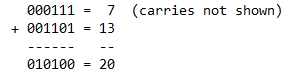 000111 =  7  (carries not shown)
+ 001101 = 13
  ------   --
  010100 = 20